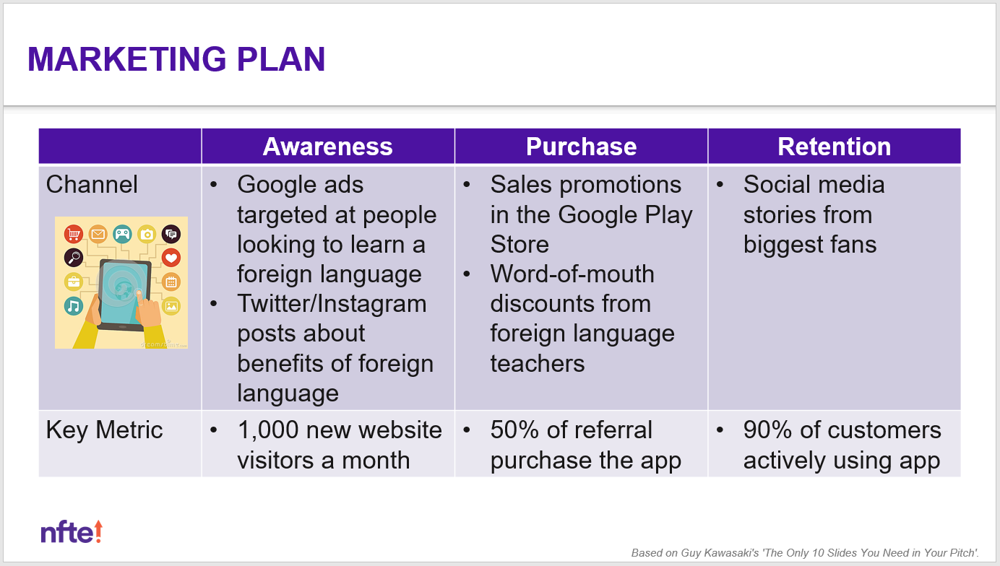 MARKETING PLAN
Awareness
Purchase
Retention
Channel
• Google ads
targeted at people
looking to learn a
foreign language
• Twitter/Instagram
posts about
benefits of foreign
language
• Sales promotions
in the Google Play
Store
• Word-of-mouth
discounts from
foreign language
teachers
• Social media
stories from
biggest fans
Key Metric
• 1,000 new website
visitors a month
• 50% of referral
purchase the app
• 90% of customers
actively using app
nfte!
Based on Guy Kawasaki's 'The Only 10 Slides You Need in Your Pitch'.